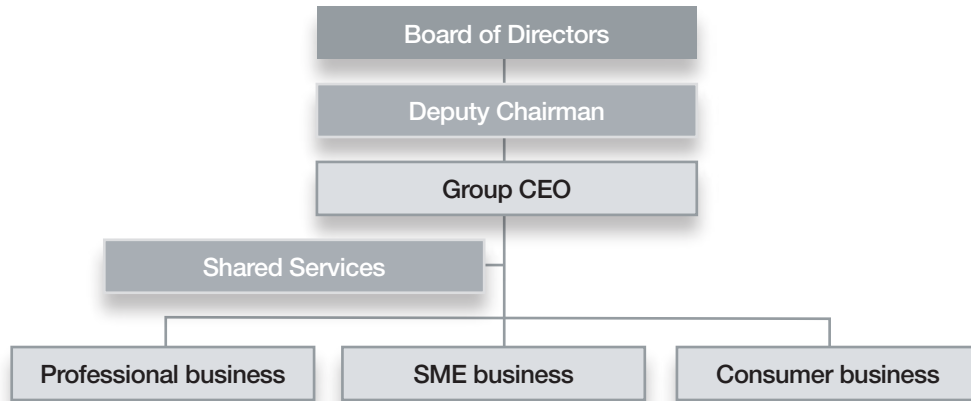 Board of Directors
Deputy Chairman
Group CEO
Shared Services
Professional business
SME business
Consumer business